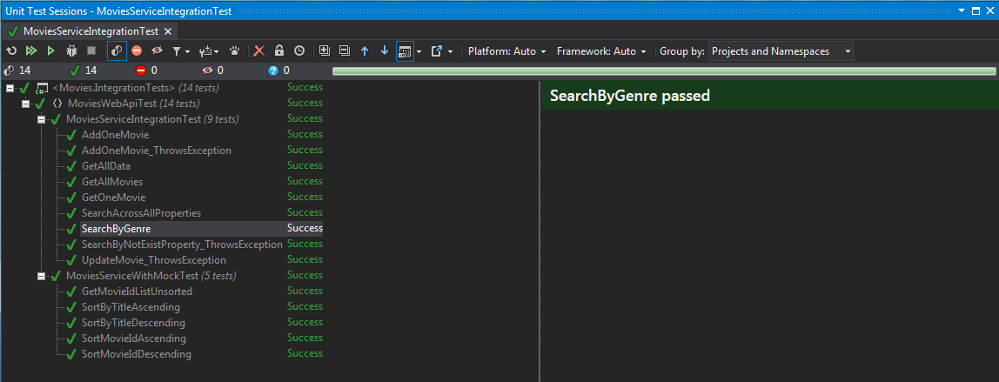 Unit Test Sessions - MoviesServiceIntegrationTest
MoviesServiceIntegrationTest
Platform: Auto Framework: Auto Group by: Projects and Namespaces
14 14 0 0 0
<Movies.IntegrationTests> (14 tests) Success
MoviesWebApiTest (14 tests) Success
MoviesServiceIntegrationTest (9 tests) Success
AddOneMovie Success
AddOneMovie_ThrowsException Success
GetAllData Success
GetAllMovies Success
GetOneMovie Success
SearchAcrossAllProperties Success
SearchByGenre Success
SearchByNotExistProperty_ThrowsException Success
UpdateMovie_ThrowsException Success
MoviesServiceWithMockTest (5 tests) Success
GetMovieIdListUnsorted Success
SortByTitleAscending Success
SortByTitleDescending Success
SortMovieIdAscending Success
SortMovieIdDescending Success
SearchByGenre passed